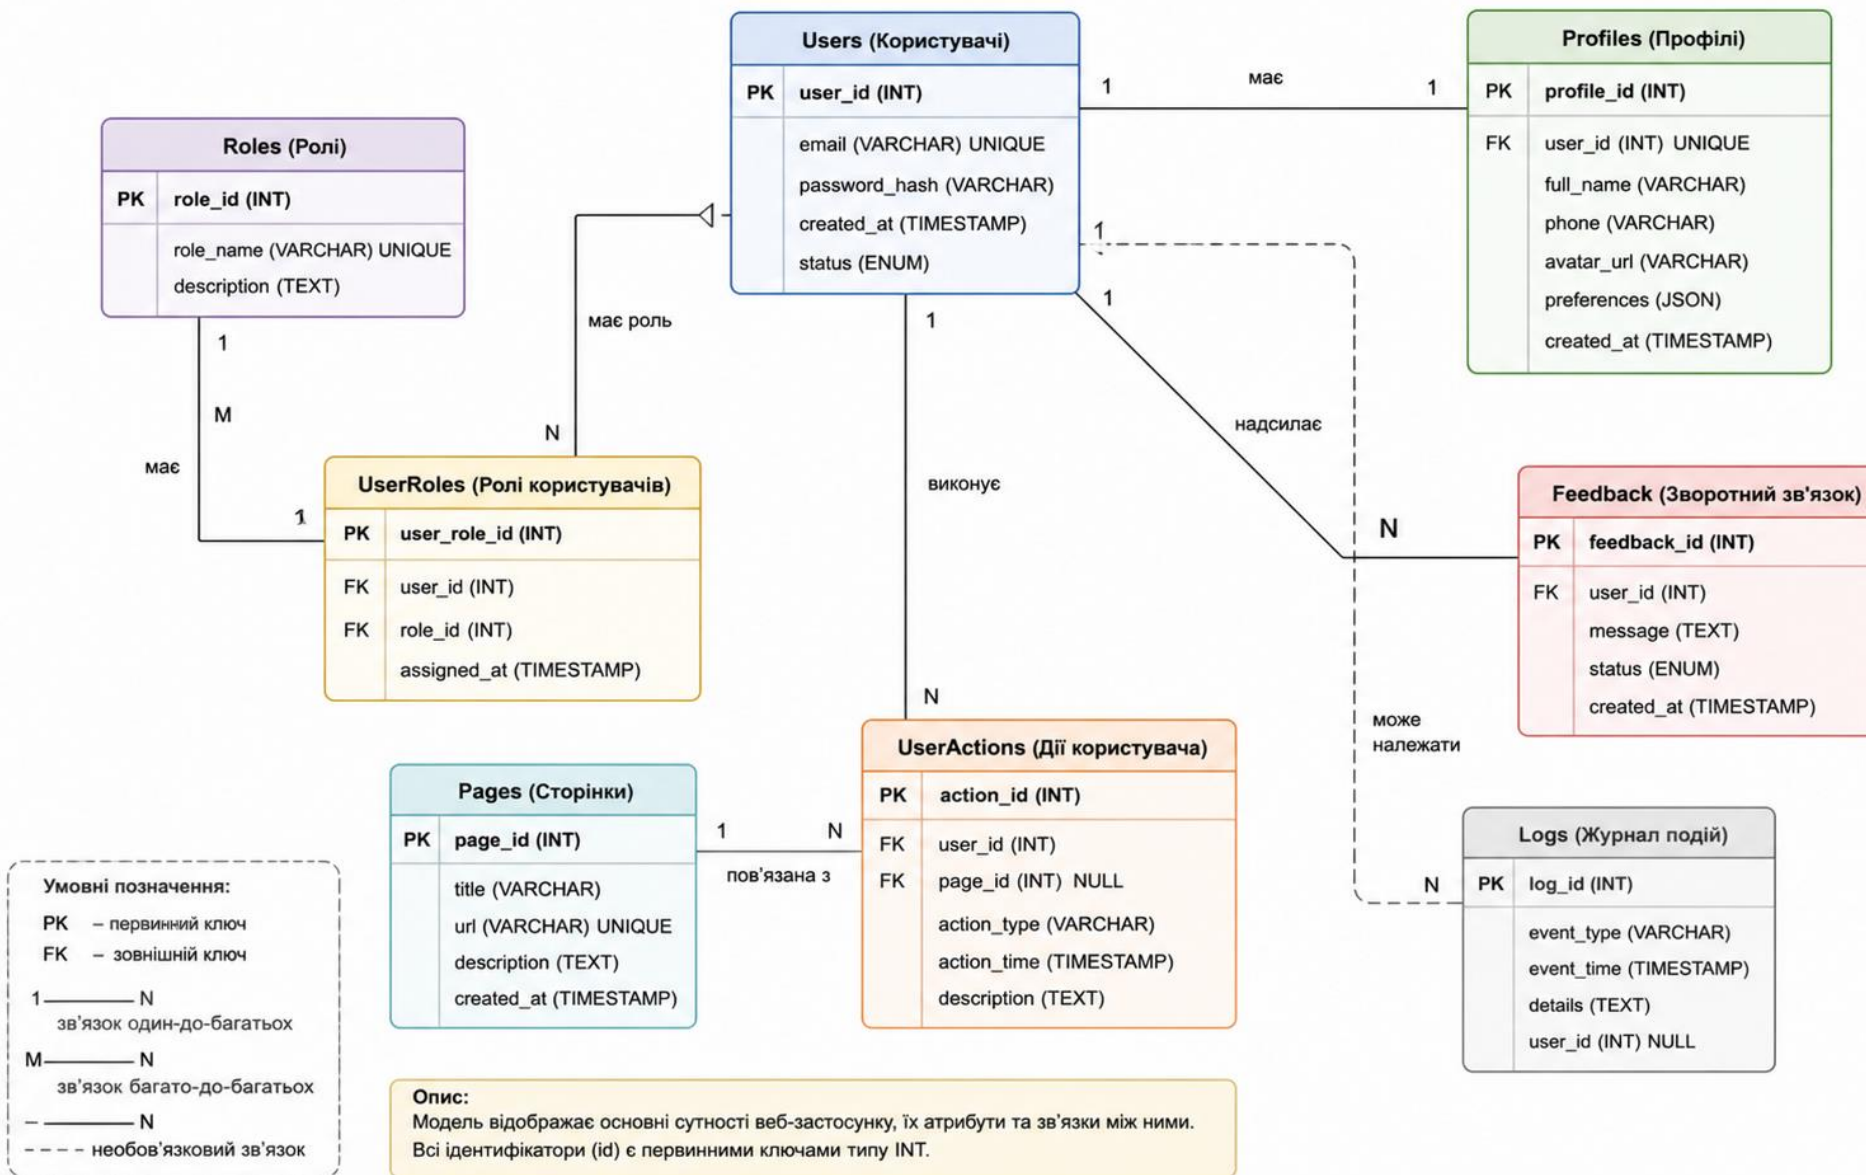 Users (Користувачі)
PK user_id (INT)
email (VARCHAR) UNIQUE
password_hash (VARCHAR)
created_at (TIMESTAMP)
status (ENUM)
1 має 1
Profiles (Профілі)
PK profile_id (INT)
FK user_id (INT) UNIQUE
full_name (VARCHAR)
phone (VARCHAR)
avatar_url (VARCHAR)
preferences (JSON)
created_at (TIMESTAMP)
Roles (Ролі)
PK role_id (INT)
role_name (VARCHAR) UNIQUE
description (TEXT)
1
M
має
1
має роль
N
1
виконує
N
1
1
надсилає
N
може
належати
N
UserRoles (Ролі користувачів)
PK user_role_id (INT)
FK user_id (INT)
FK role_id (INT)
assigned_at (TIMESTAMP)
Feedback (Зворотний зв'язок)
PK feedback_id (INT)
FK user_id (INT)
message (TEXT)
status (ENUM)
created_at (TIMESTAMP)
UserActions (Дії користувача)
PK action_id (INT)
FK user_id (INT)
FK page_id (INT) NULL
action_type (VARCHAR)
action_time (TIMESTAMP)
description (TEXT)
Pages (Сторінки)
PK page_id (INT)
title (VARCHAR)
url (VARCHAR) UNIQUE
description (TEXT)
created_at (TIMESTAMP)
1 N
пов'язана з
Logs (Журнал подій)
PK log_id (INT)
event_type (VARCHAR)
event_time (TIMESTAMP)
details (TEXT)
user_id (INT) NULL
Умовні позначення:
PK – первинний ключ
FK – зовнішній ключ
1 N
зв'язок один-до-багатьох
M N
зв'язок багато-до-багатьох
N
необов'язковий зв'язок
Опис:
Модель відображає основні сутності веб-застосунку, їх атрибути та зв'язки між ними.
Всі ідентифікатори (id) є первинними ключами типу INT.